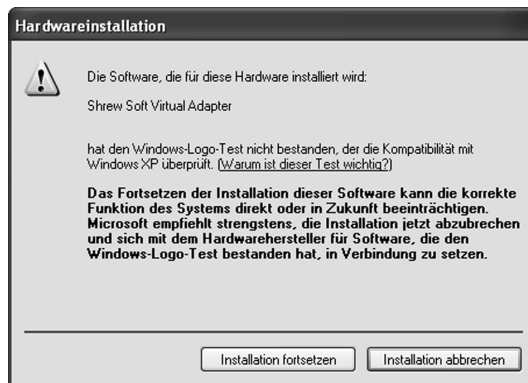 Hardwareinstallation
Die Software, die für diese Hardware installiert wird:
Shrew Soft Virtual Adapter
hat den Windows-Logo-Test nicht bestanden, der die Kompatibilität mit
Windows XP überprüft. (Warum ist dieser Test wichtig?)
Das Fortsetzen der Installation dieser Software kann die korrekte
Funktion des Systems direkt oder in Zukunft beeinträchtigen.
Microsoft empfiehlt strengstens, die Installation jetzt abzubrechen
und sich mit dem Hardwarehersteller für Software, die den
Windows-Logo-Test bestanden hat, in Verbindung zu setzen.
Installation fortsetzen
Installation abbrechen